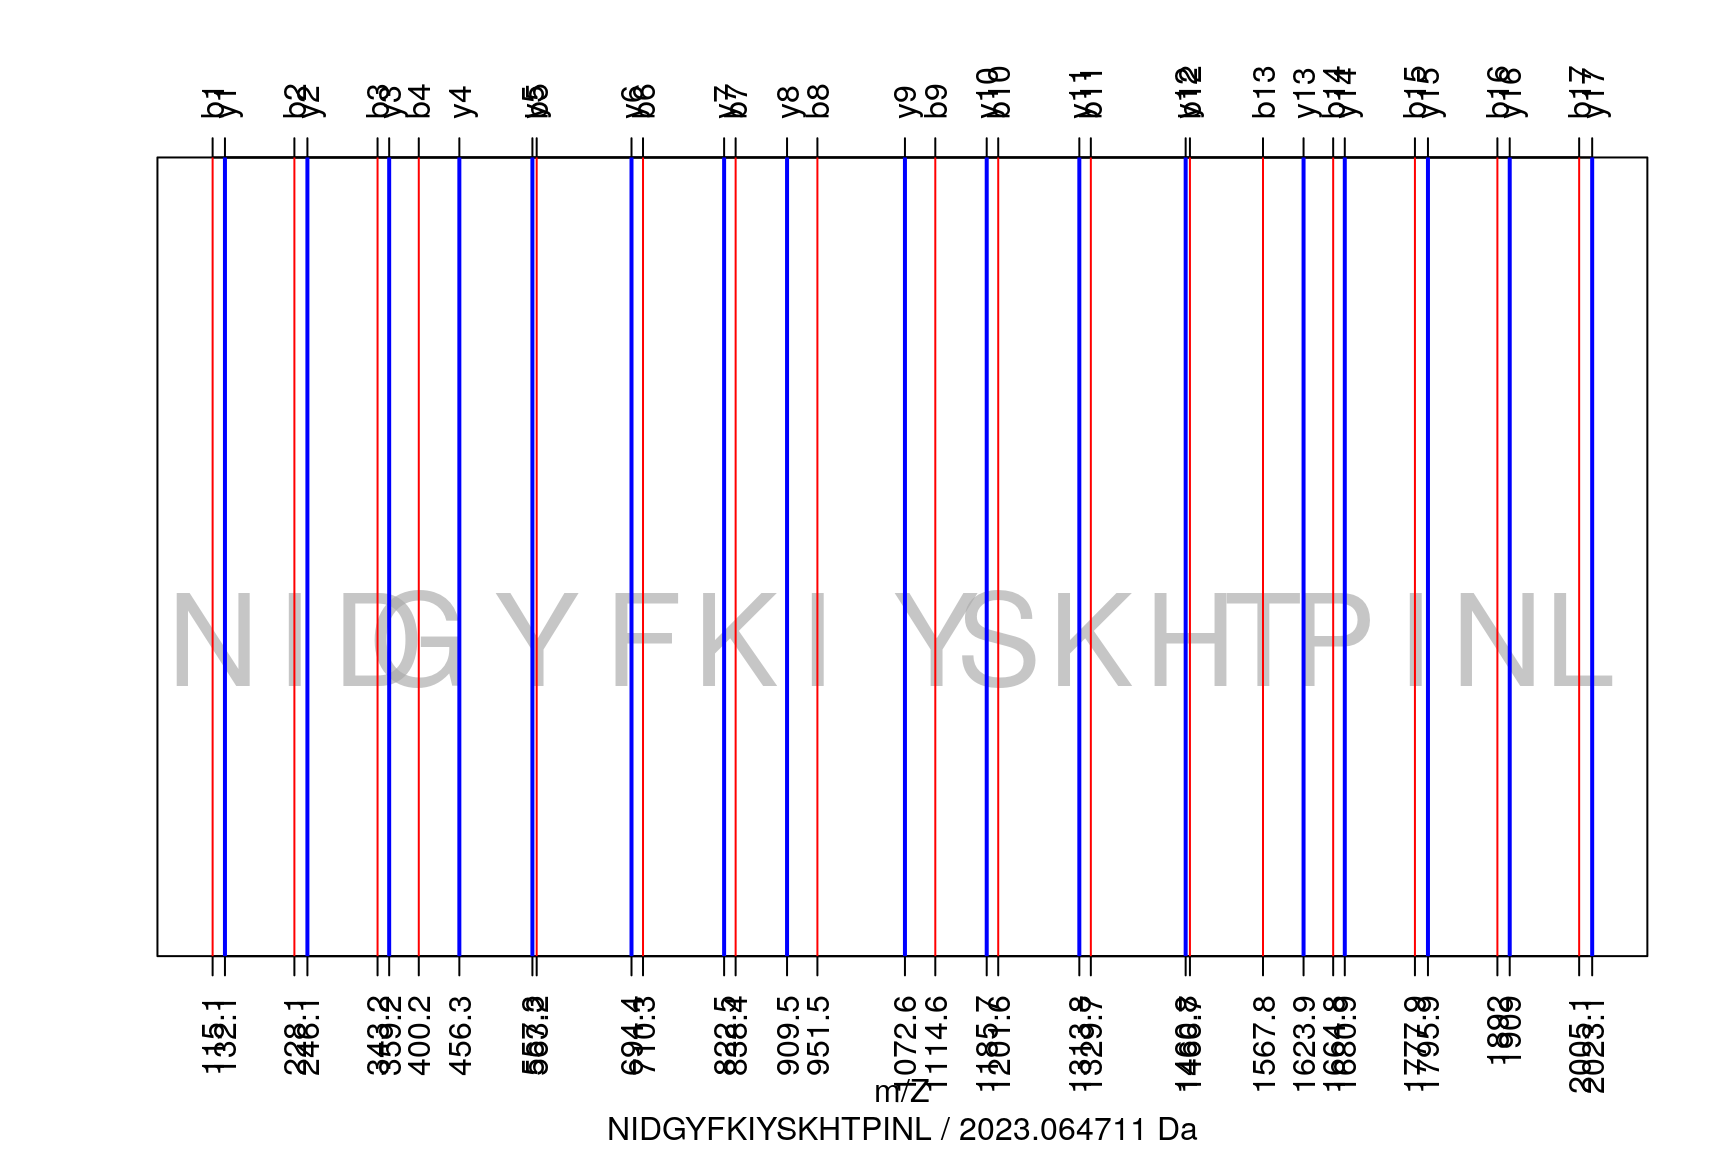 b1 y1 b2 y2 b3 y3 b4 y4 y5 b5 y6 b6 y7 b7 y8 b8 y9 b9 y10 b10 y11 b11 y12 b12 b13 y13 b14 y14 b15 y15 b16 y16 b17 y17
N I D G Y F K I Y S K H T P I N L
115.1 132.1 228.1 246.1 343.2 359.2 400.2 456.3 557.3 563.2 694.4 710.3 822.5 838.4 909.5 951.5 1072.6 1114.6 1185.7 1201.6 1313.8 1329.7 1460.8 1466.7 1567.8 1623.9 1664.8 1680.9 1777.9 1795.9 1892 1909 2005.1 2023.1
m/Z
NIDGYFKIYSKHTPINL / 2023.064711 Da